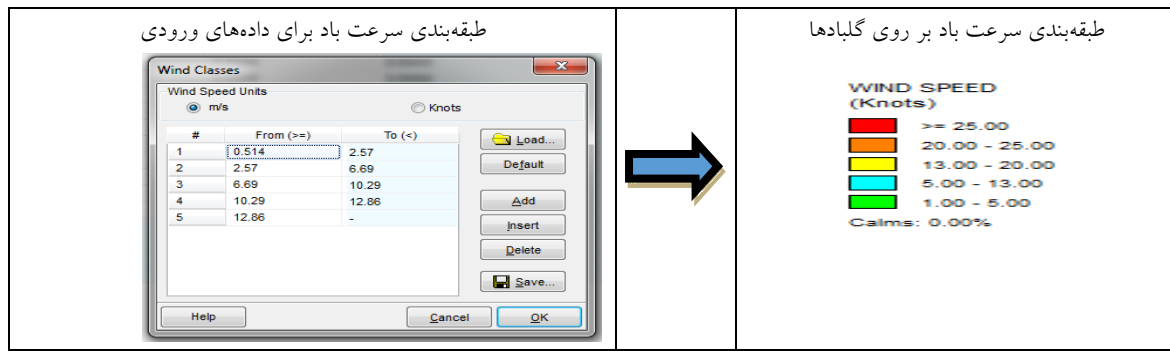 طبقه‌بندی سرعت باد بر روی گلبادها
طبقه‌بندی سرعت باد برای داده‌های ورودی
Wind Classes
Wind Speed Units
m/s Knots
# From (>=) To (<)
1 0.514 2.57
2 2.57 6.69
3 6.69 10.29
4 10.29 12.86
5 12.86 -
Load...
Default
Add
Insert
Delete
Save...
Help Cancel OK
WIND SPEED
(Knots)
>= 25.00
20.00 - 25.00
13.00 - 20.00
5.00 - 13.00
1.00 - 5.00
Calms: 0.00%